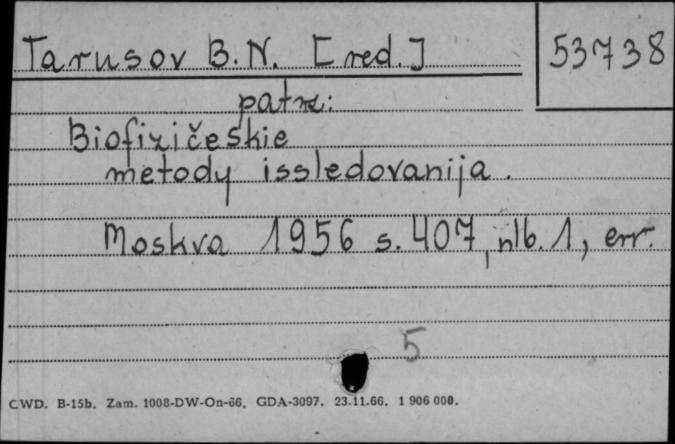 Tarusov B.N. [red.]
53738
patrz:
Biofizičeskie
metody issledovanija.
Moskva 1956 s. 407, nlb. 1, err.
5
CWD. B-15b. Zam. 1008-DW-On-66. GDA-3097. 23.11.66. 1 906 000.